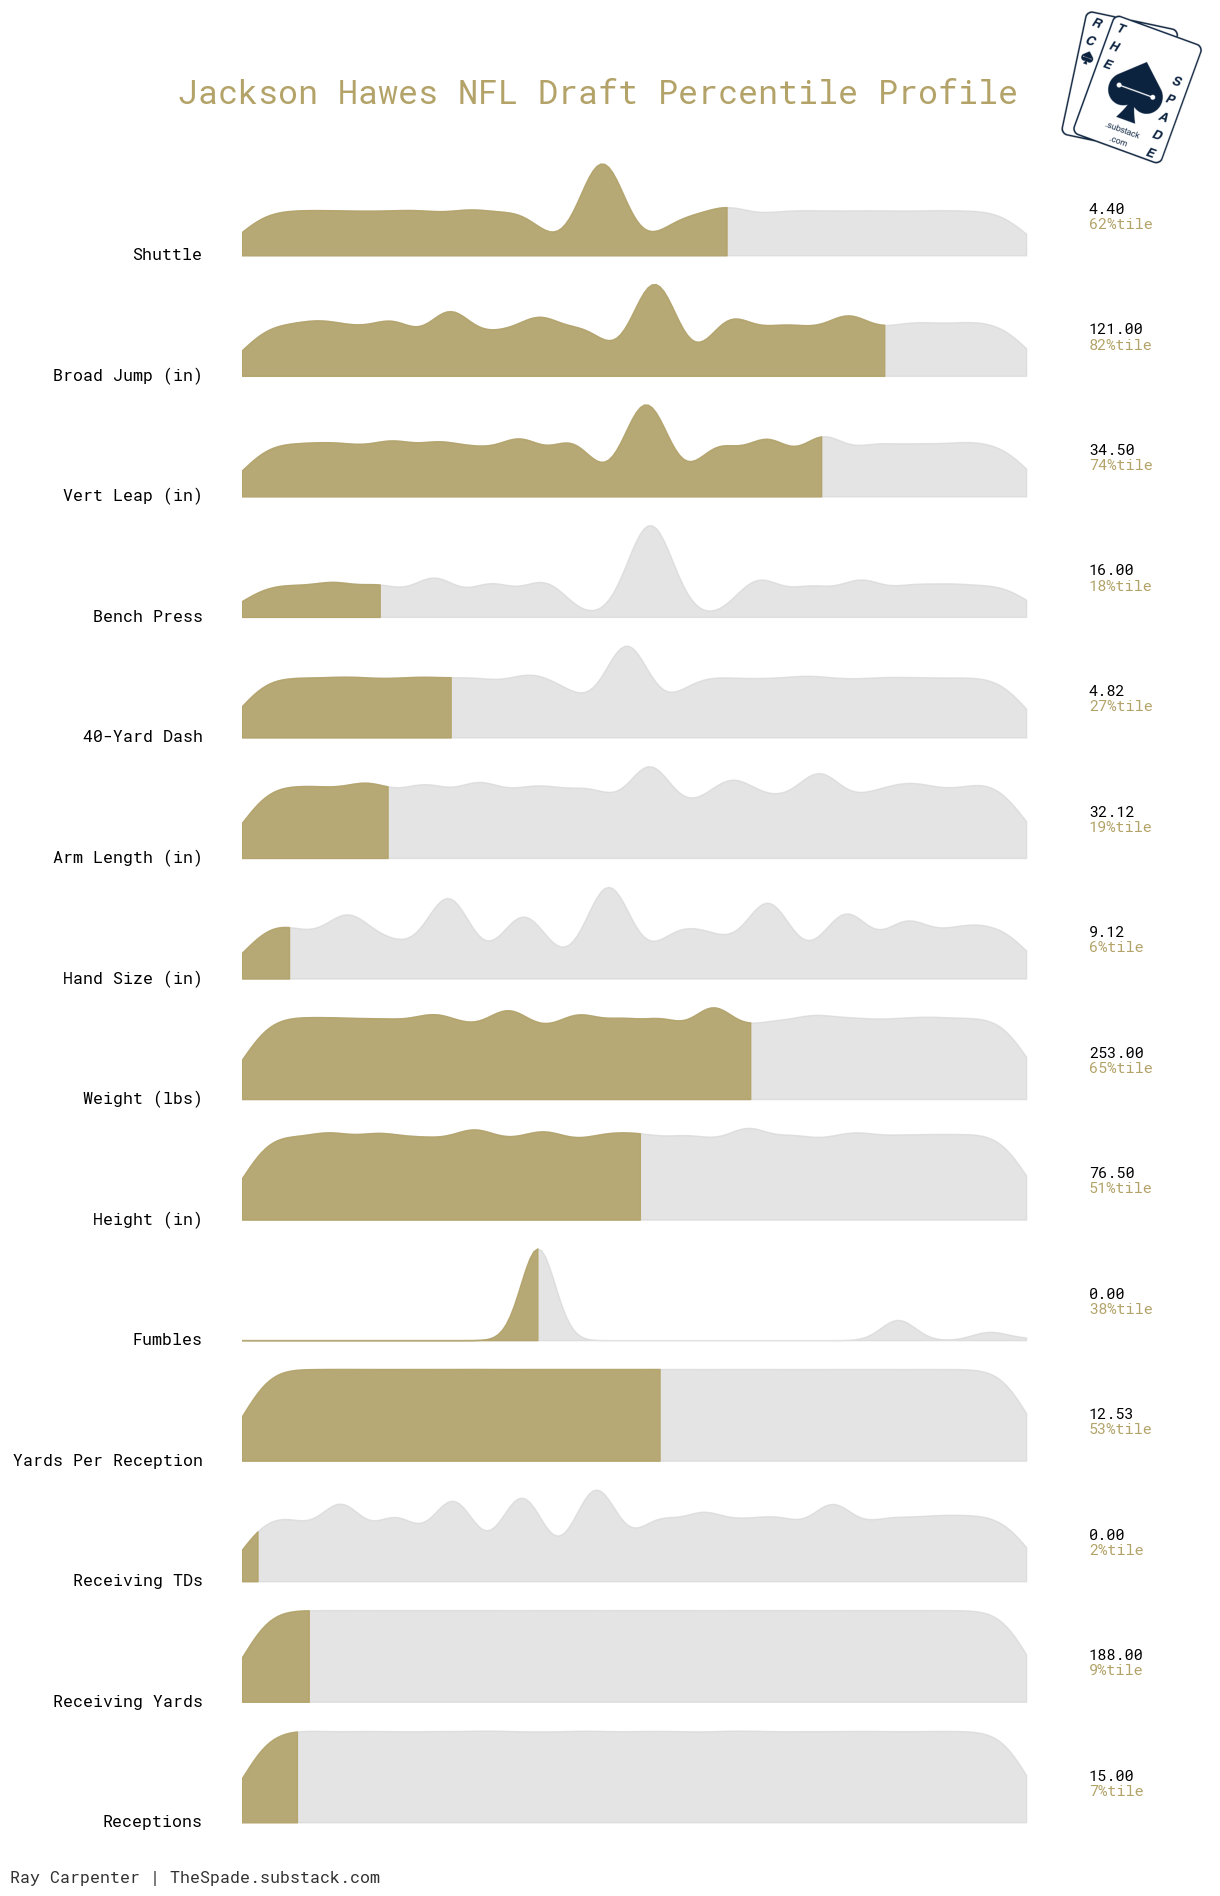 Jackson Hawes NFL Draft Percentile Profile
R
C
T
H
E
S
P
A
D
E
.substack
.com
Shuttle
4.40
62%tile
Broad Jump (in)
121.00
82%tile
Vert Leap (in)
34.50
74%tile
Bench Press
16.00
18%tile
40-Yard Dash
4.82
27%tile
Arm Length (in)
32.12
19%tile
Hand Size (in)
9.12
6%tile
Weight (lbs)
253.00
65%tile
Height (in)
76.50
51%tile
Fumbles
0.00
38%tile
Yards Per Reception
12.53
53%tile
Receiving TDs
0.00
2%tile
Receiving Yards
188.00
9%tile
Receptions
15.00
7%tile
Ray Carpenter | TheSpade.substack.com